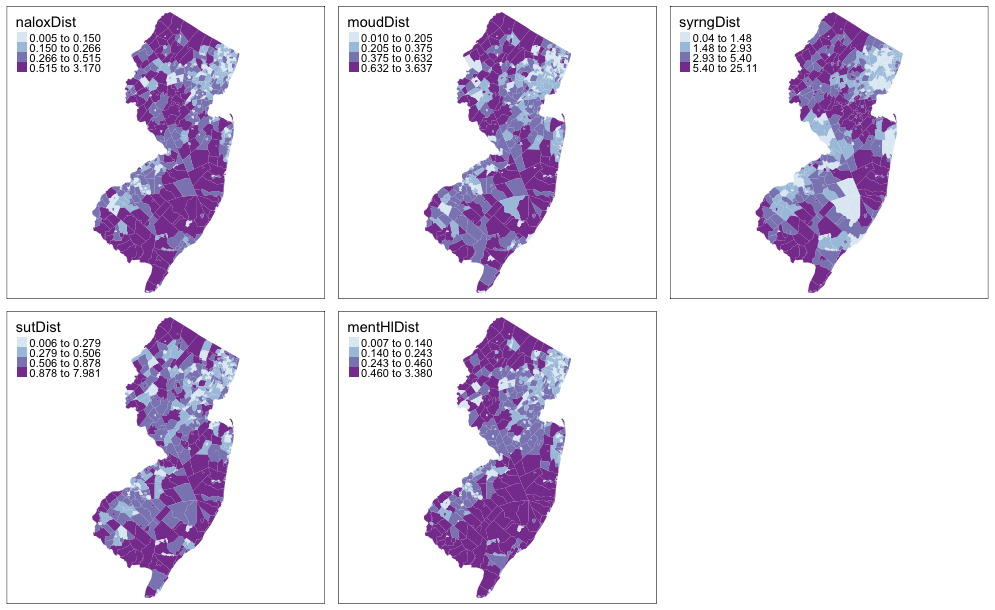 naloxDist
0.005 to 0.150
0.150 to 0.266
0.266 to 0.515
0.515 to 3.170
moudDist
0.010 to 0.205
0.205 to 0.375
0.375 to 0.632
0.632 to 3.637
syrngDist
0.04 to 1.48
1.48 to 2.93
2.93 to 5.40
5.40 to 25.11
sutDist
0.006 to 0.279
0.279 to 0.506
0.506 to 0.878
0.878 to 7.981
mentHlDist
0.007 to 0.140
0.140 to 0.243
0.243 to 0.460
0.460 to 3.380